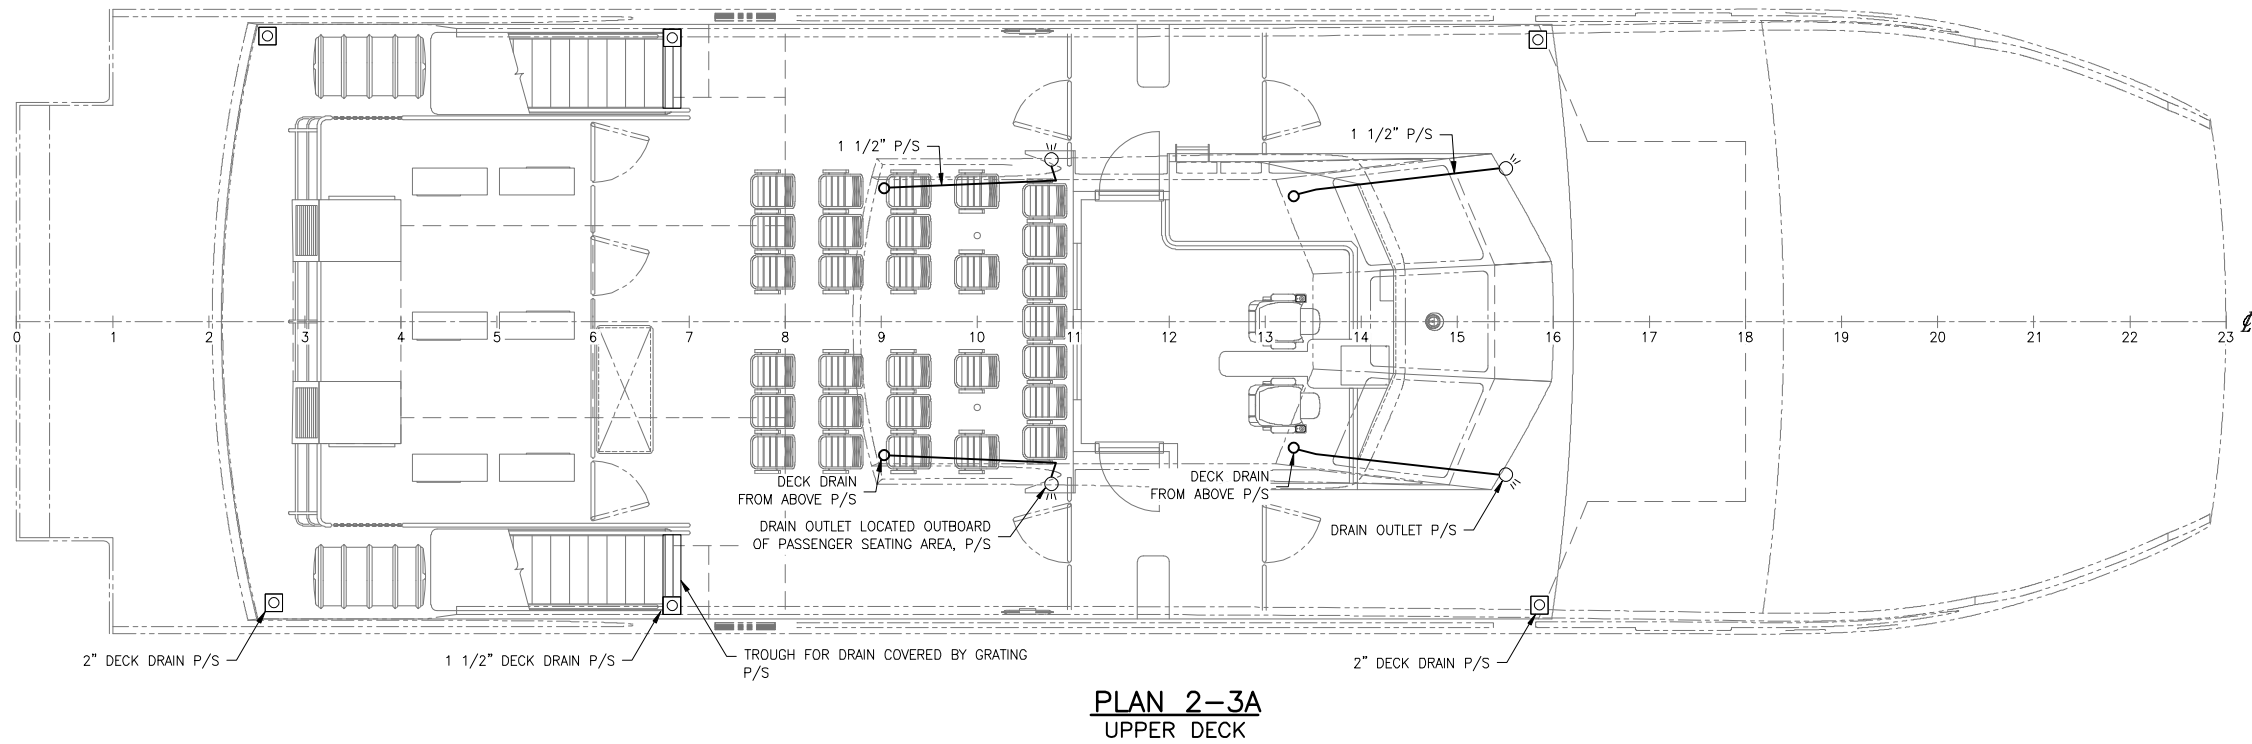 1 1/2" P/S
1 1/2" P/S
0 1 2 3 4 5 6 7 8 9 10 11 12 13 14 15 16 17 18 19 20 21 22 23 ℄
DECK DRAIN
FROM ABOVE P/S
DECK DRAIN
FROM ABOVE P/S
DRAIN OUTLET LOCATED OUTBOARD
OF PASSENGER SEATING AREA, P/S
DRAIN OUTLET P/S
2" DECK DRAIN P/S
1 1/2" DECK DRAIN P/S
TROUGH FOR DRAIN COVERED BY GRATING
P/S
2" DECK DRAIN P/S
PLAN 2-3A
UPPER DECK